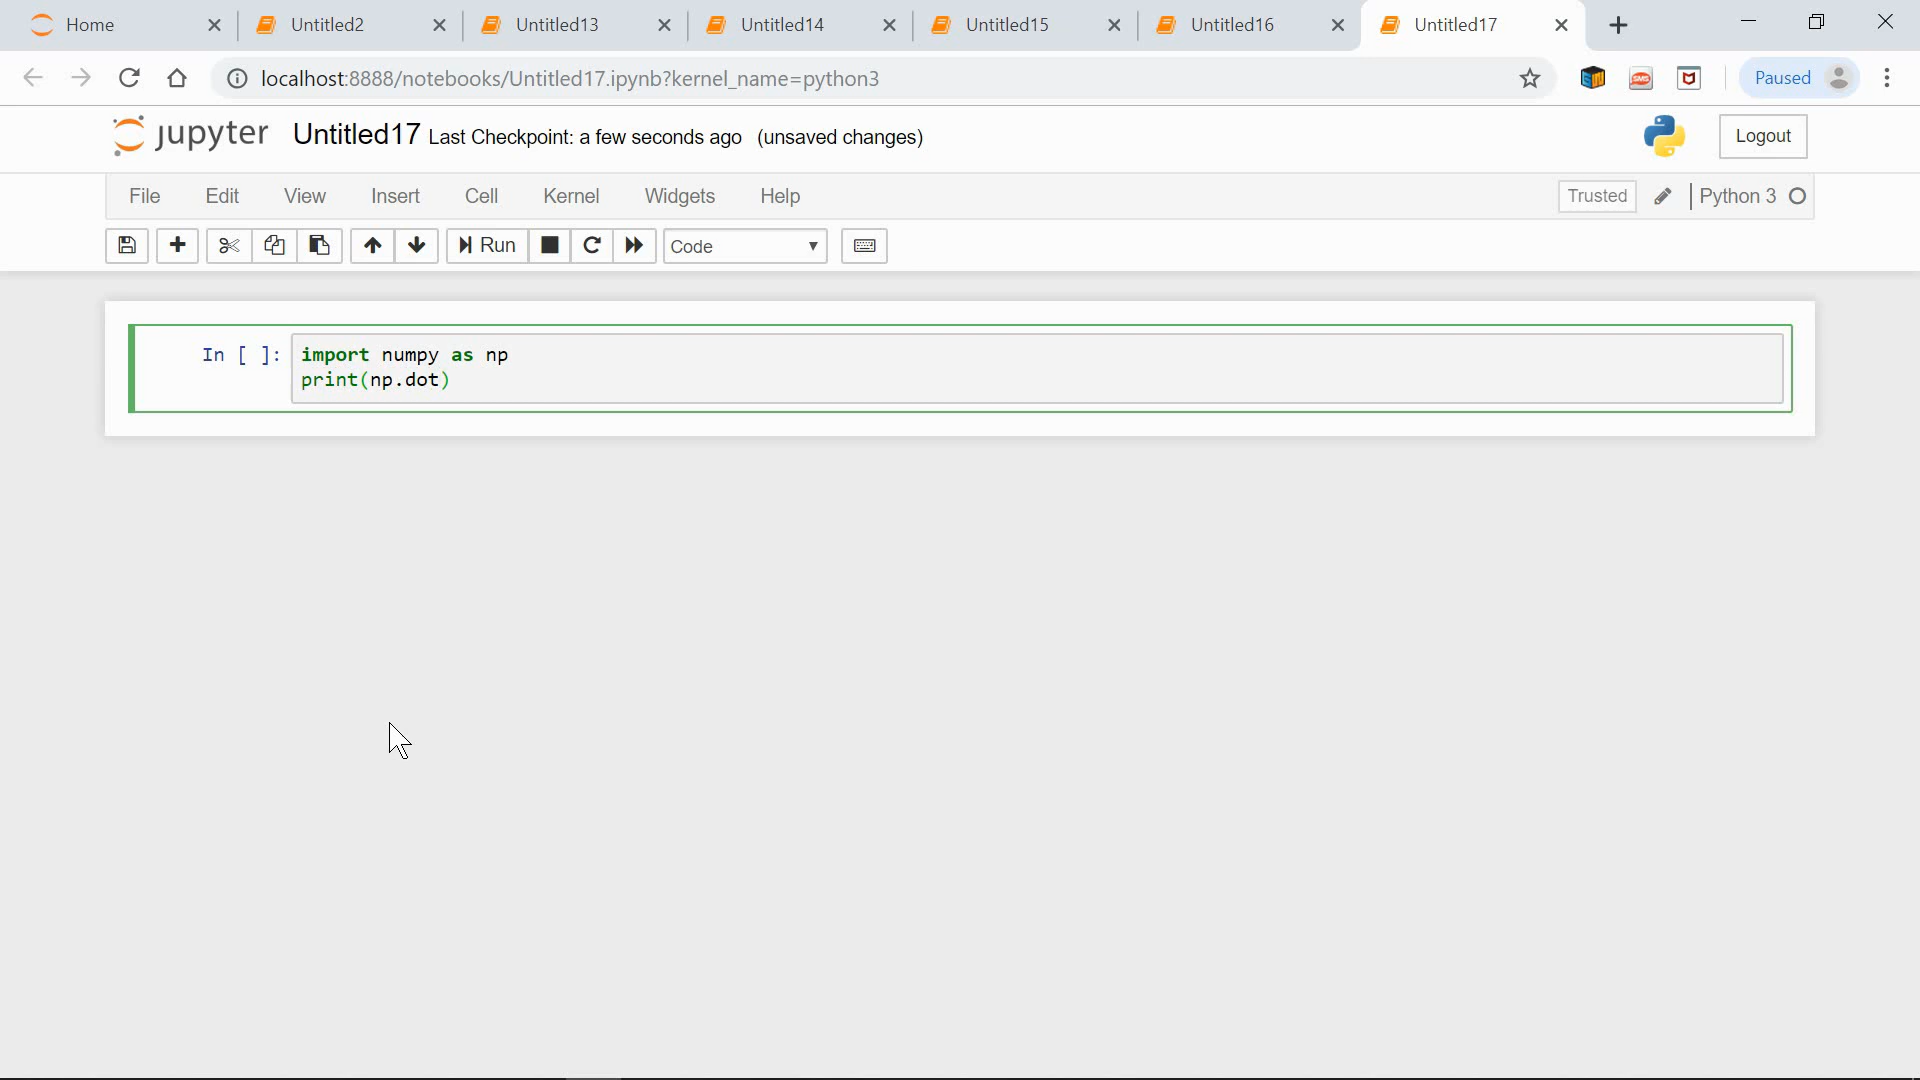 Home Untitled2 Untitled13 Untitled14 Untitled15 Untitled16 Untitled17
localhost:8888/notebooks/Untitled17.ipynb?kernel_name=python3 SMS Paused
jupyter Untitled17 Last Checkpoint: a few seconds ago (unsaved changes) Logout
File Edit View Insert Cell Kernel Widgets Help Trusted Python 3
Run Code
In [ ]: import numpy as np
print(np.dot)